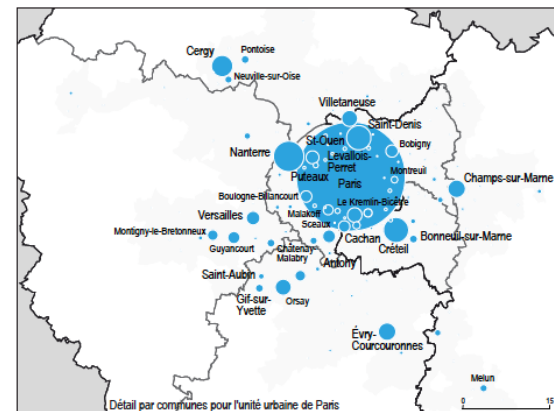 Pontoise
Cergy
Neuville-sur-Oise
Villetaneuse
Saint-Denis
St-Ouen
Bobigny
Nanterre
Levallois-
Perret
Montreuil
Puteaux
Paris
Champs-sur-Marne
Boulogne-Billancourt
Le Kremlin-Bicêtre
Versailles
Malakoff
Sceaux
Montigny-le-Bretonneux
Cachan
Bonneuil-sur-Marne
Guyancourt
Châtenay-
Malabry
Créteil
Antony
Saint-Aubin
Gif-sur-
Yvette
Orsay
Évry-
Courcouronnes
Melun
Détail par communes pour l'unité urbaine de Paris
0 15